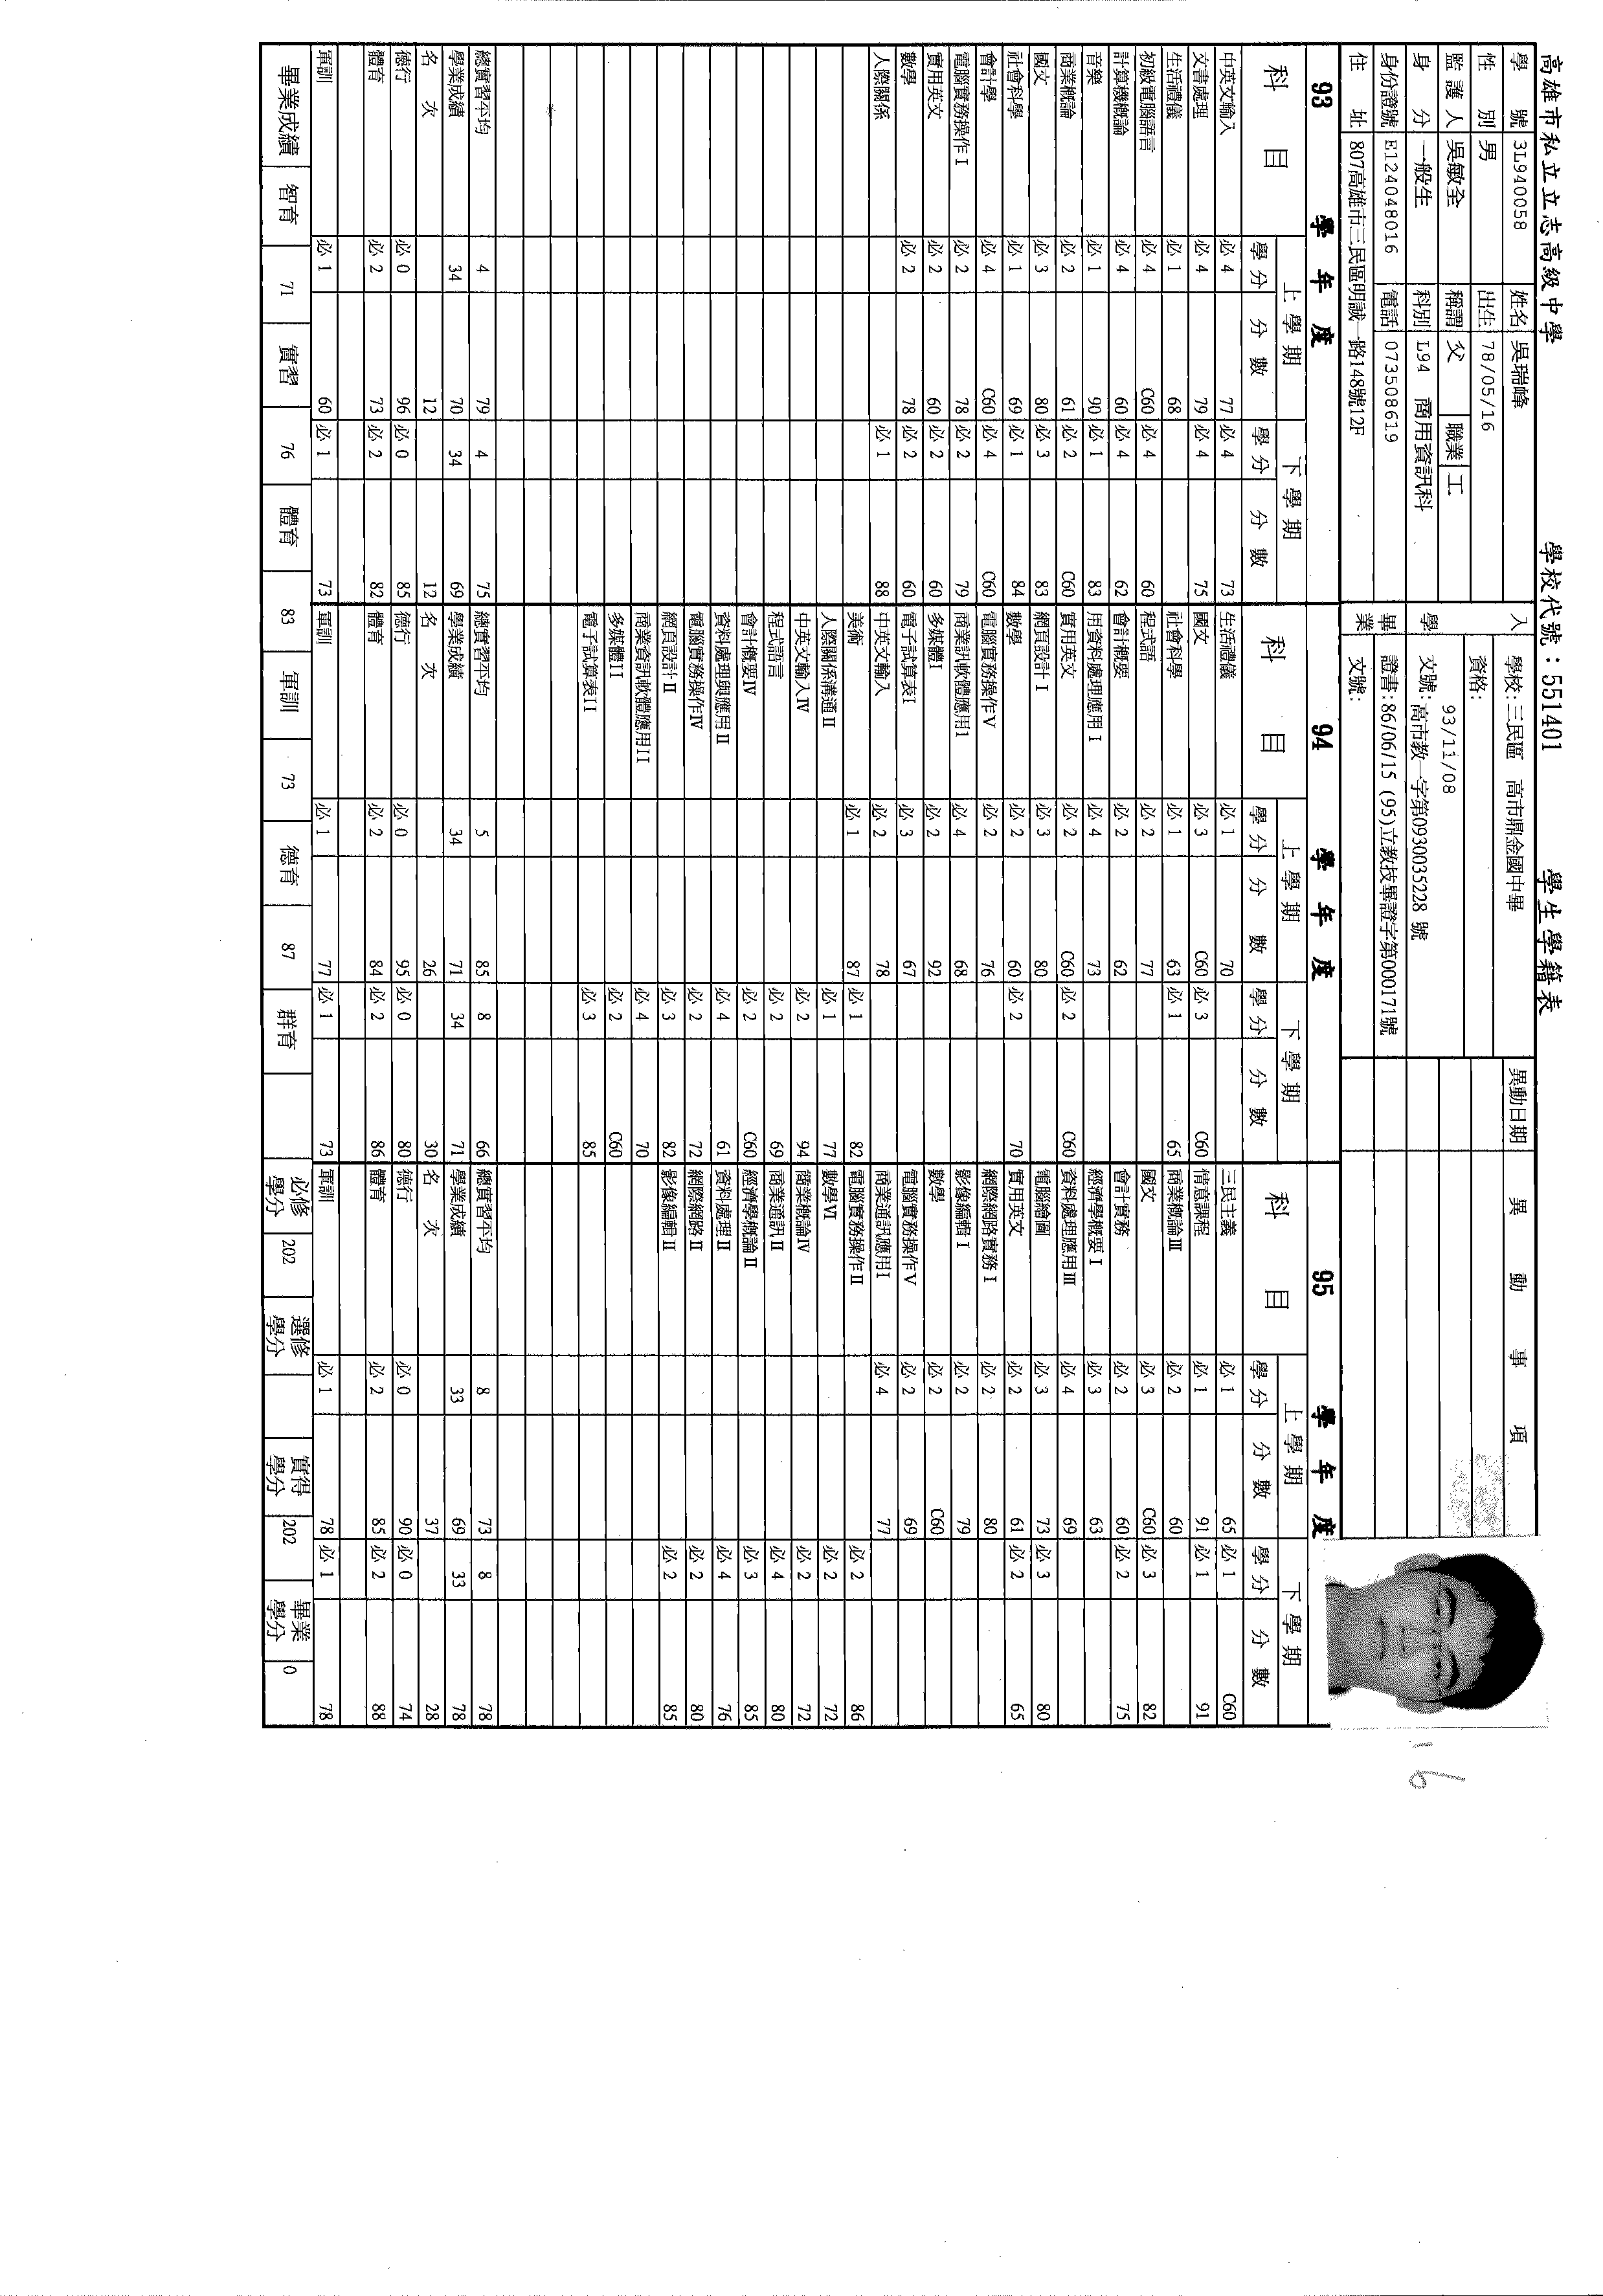 高雄市私立立志高級中學 學校代號：551401 學生學籍表
學 號 3L940058 姓名 吳瑞峰 入 學校：三民區 高市鼎金國中畢 異動日期 異 動 事 項
性 別 男 出生 78/05/16 資格：
監 護 人 吳敏全 稱謂 父 職業 工 93/11/08
身 分 一般生 科別 L94 商用資訊科 學 文號：高市教一字第0930035228 號
身份證號 E124048016 電話 073508619 畢 證書：86/06/15 (95)立教技畢證字第000171號
住 址 807高雄市三民區明誠一路148號12F 業 文號：
93 學 年 度 94 學 年 度 95 學 年 度
科 目 上 學 期 下 學 期 科 目 上 學 期 下 學 期 科 目 上 學 期 下 學 期
學 分 分 數 學 分 分 數 學 分 分 數 學 分 分 數 學 分 分 數 學 分 分 數
中英文輸入 必 4 77 必 4 73 生活禮儀 必 1 70 三民主義 必 1 65 必 1 C60
文書處理 必 4 79 必 4 75 國文 必 3 C60 必 3 C60 情意課程 必 1 91 必 1 91
生活禮儀 必 1 68 社會科學 必 1 63 必 1 65 商業概論Ⅲ 必 2 60
初級電腦語言 必 4 C60 必 4 60 程式語 必 2 77 國文 必 3 C60 必 3 82
計算機概論 必 4 60 必 4 62 會計概要 必 2 62 會計實務 必 2 60 必 2 75
音樂 必 1 90 必 1 83 用資料處理應用Ⅰ 必 4 73 經濟學概要Ⅰ 必 3 63
商業概論 必 2 61 必 2 C60 實用英文 必 2 C60 必 2 C60 資料處理應用Ⅲ 必 4 69
國文 必 3 80 必 3 83 網頁設計Ⅰ 必 3 80 電腦繪圖 必 3 73 必 3 80
社會科學 必 1 69 必 1 84 數學 必 2 60 必 2 70 實用英文 必 2 61 必 2 65
會計學 必 4 C60 必 4 C60 電腦實務操作Ⅴ 必 2 76 網際網路實務Ⅰ 必 2 80
電腦實務操作Ⅰ 必 2 78 必 2 79 商業訊軟體應用1 必 4 68 影像編輯Ⅰ 必 2 79
實用英文 必 2 60 必 2 60 多媒體I 必 2 92 數學 必 2 C60
數學 必 2 78 必 2 60 電子試算表I 必 3 67 電腦實務操作Ⅴ 必 2 69
人際關係 必 1 88 中英文輸入 必 2 78 商業通訊應用I 必 4 77
美術 必 1 87 必 1 82 電腦實務操作Ⅱ 必 2 86
人際關係溝通Ⅱ 必 1 77 數學VI 必 2 72
中英文輸入Ⅳ 必 2 94 商業概論Ⅳ 必 2 72
程式語言 必 2 69 商業通訊Ⅱ 必 4 80
會計概要Ⅳ 必 2 C60 經濟學概論Ⅱ 必 3 85
資料處理與應用Ⅱ 必 4 61 資料處理Ⅱ 必 4 76
電腦實務操作Ⅳ 必 2 72 網際網路Ⅱ 必 2 80
網頁設計Ⅱ 必 3 82 影像編輯Ⅱ 必 2 85
商業資訊軟體應用II 必 4 70
多媒體II 必 2 C60
電子試算表II 必 3 85
總實習平均 4 79 4 75 總實習平均 5 85 8 66 總實習平均 8 73 8 78
學業成績 34 70 34 69 學業成績 34 71 34 71 學業成績 33 69 33 78
名 次 12 12 名 次 26 30 名 次 37 28
德行 必 0 96 必 0 85 德行 必 0 95 必 0 80 德行 必 0 90 必 0 74
體育 必 2 73 必 2 82 體育 必 2 84 必 2 86 體育 必 2 85 必 2 88
軍訓 必 1 60 必 1 73 軍訓 必 1 77 必 1 73 軍訓 必 1 78 必 1 78
畢業成績 智育 71 實習 76 體育 83 軍訓 73 德育 87 群育 必修學分 202 選修學分 實得學分 202 畢業學分 0